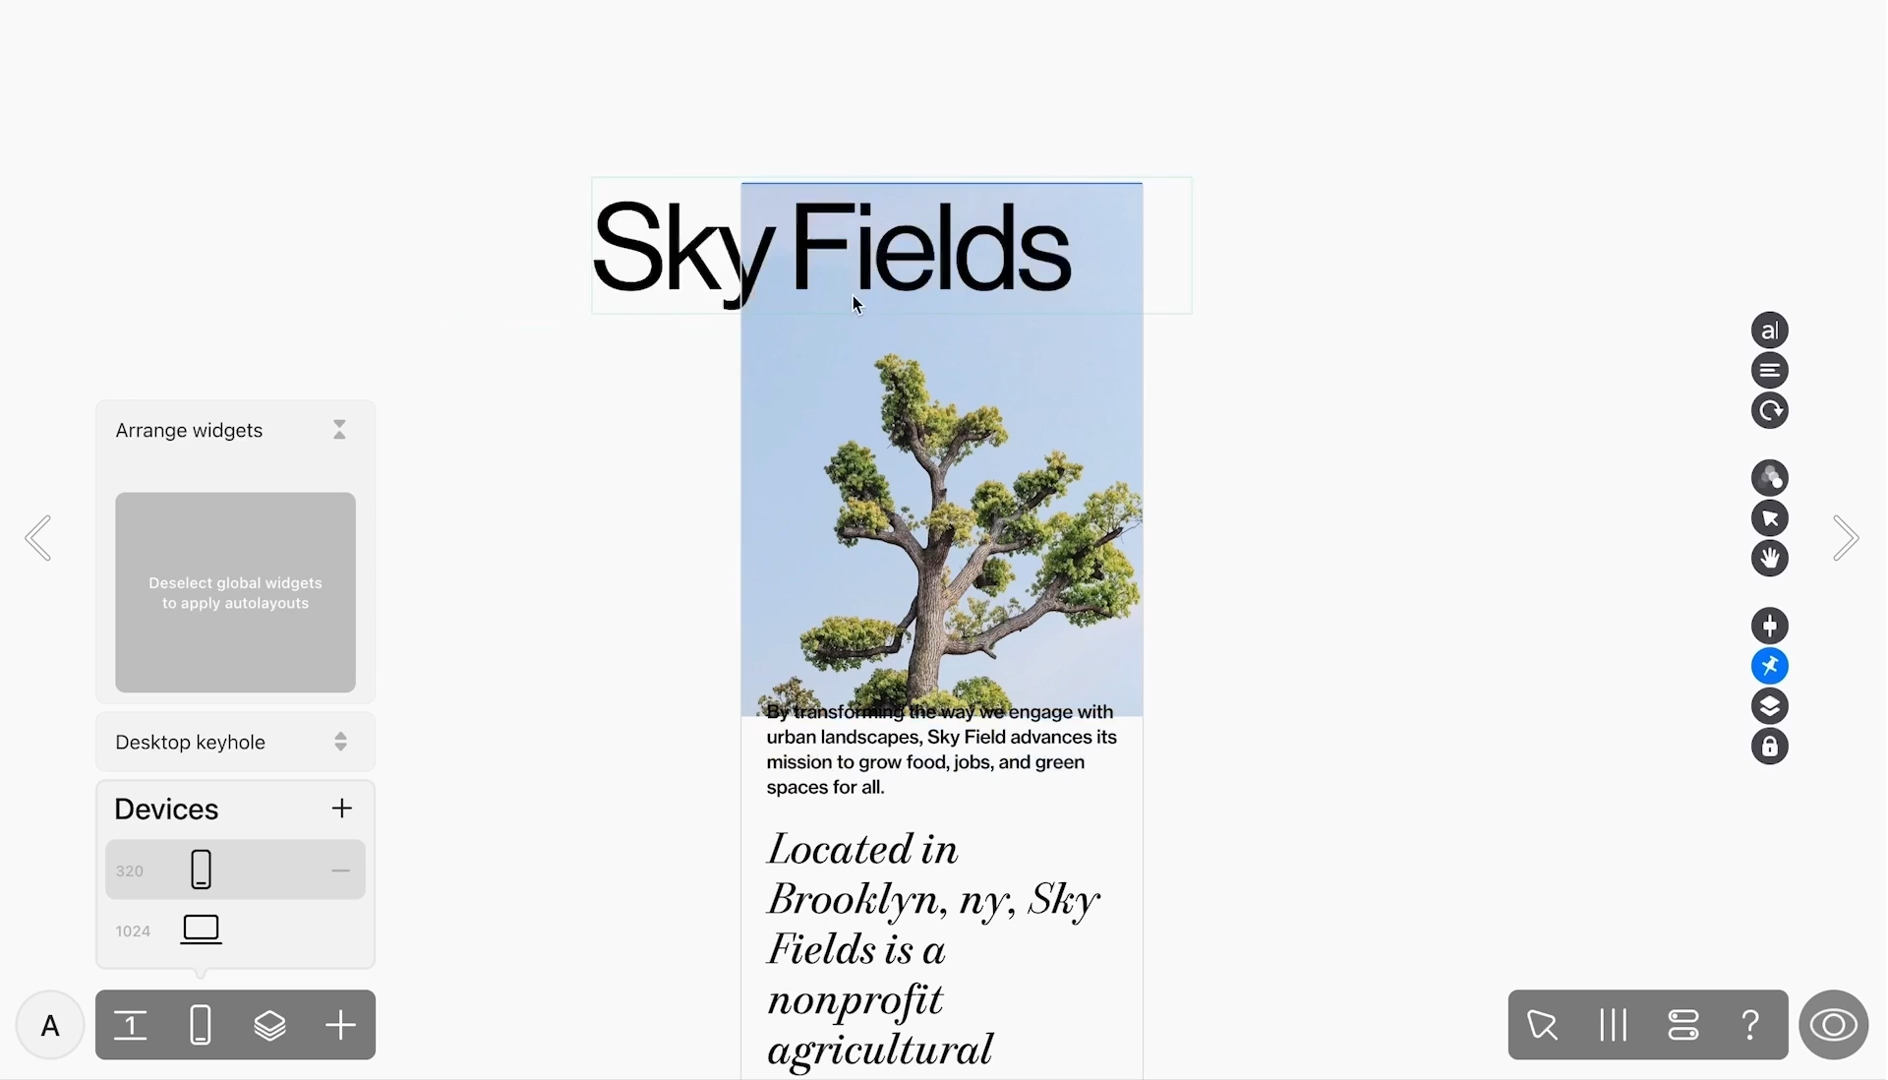 Sky Fields
al
Arrange widgets
Deselect global widgets
to apply autolayouts
By transforming the way we engage with
urban landscapes, Sky Field advances its
mission to grow food, jobs, and green
spaces for all.
Desktop keyhole
Devices
320
1024
Located in
Brooklyn, ny, Sky
Fields is a
nonprofit
agricultural
A
1
?